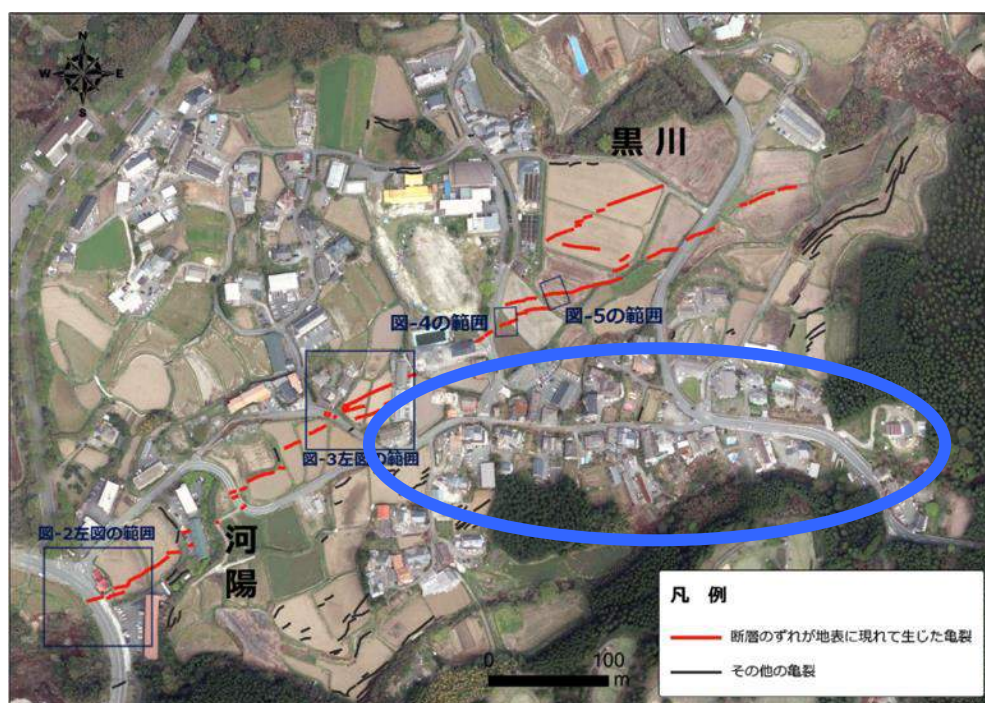 N
W E
S
黒川
図-4の範囲
図-5の範囲
図-3左図の範囲
図-2左図の範囲
河
陽
0 100
m
凡 例
断層のずれが地表に現れて生じた亀裂
その他の亀裂